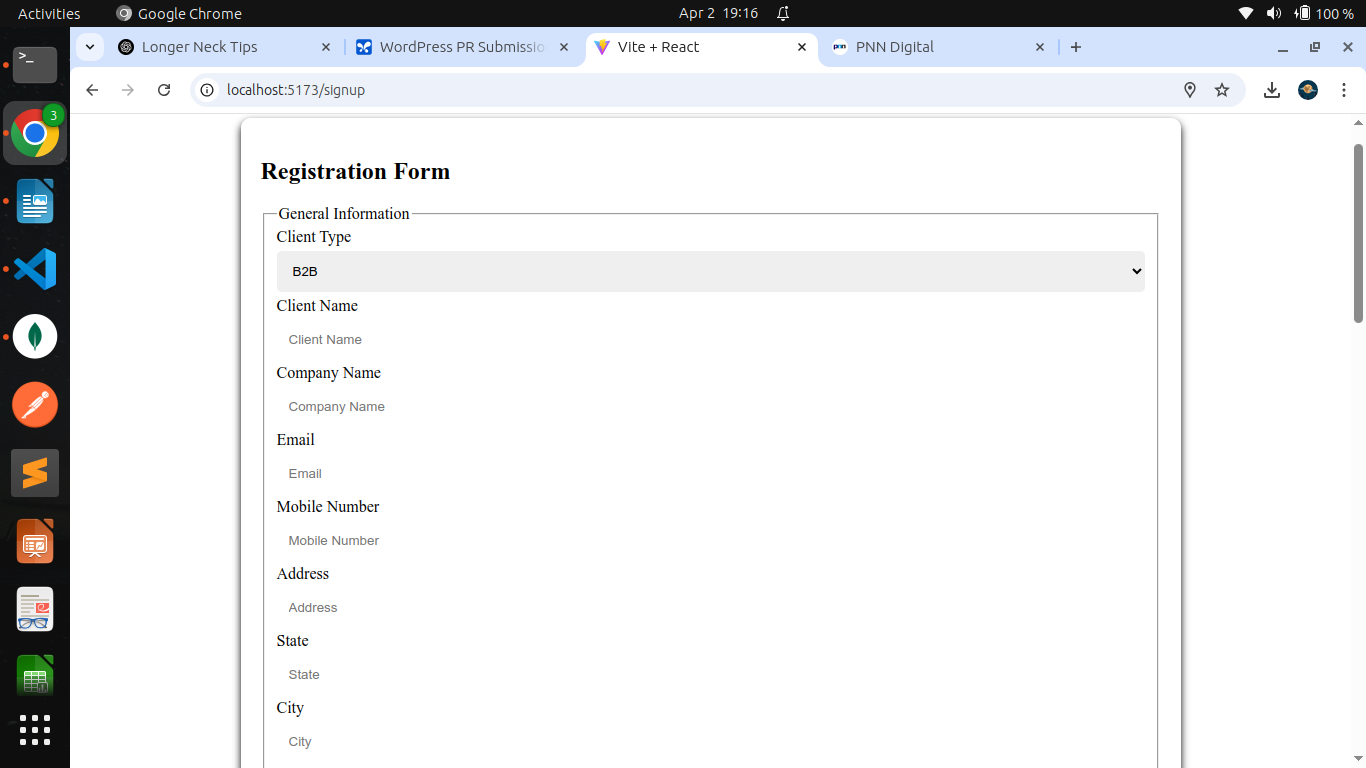 Activities
Google Chrome
Apr 2 19:16
100 %
Longer Neck Tips
WordPress PR Submissio
Vite + React
PNN Digital
localhost:5173/signup
3
>_
Registration Form
General Information
Client Type
B2B
Client Name
Client Name
Company Name
Company Name
Email
Email
Mobile Number
Mobile Number
Address
Address
State
State
City
City